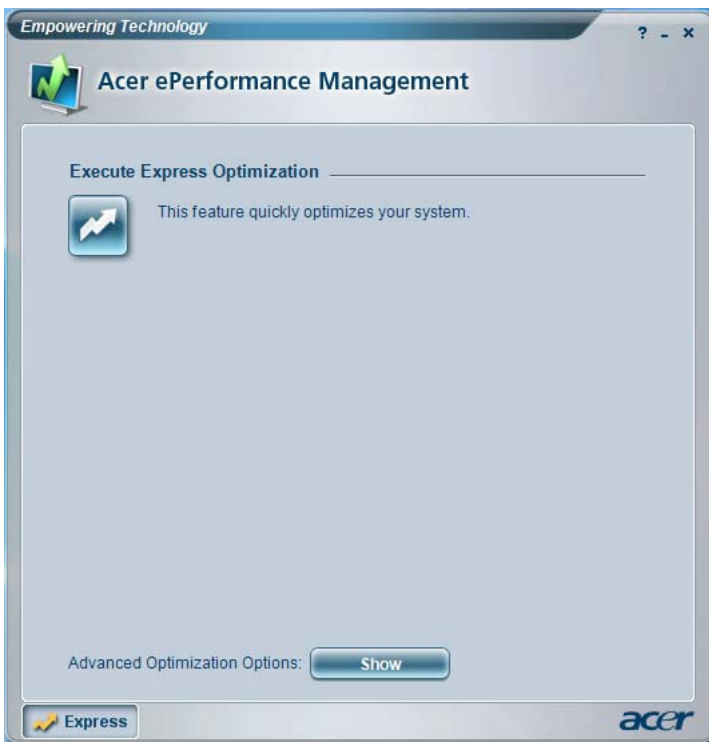 Empowering Technology
? - ×
Acer ePerformance Management
Execute Express Optimization
This feature quickly optimizes your system.
Advanced Optimization Options: Show
Express
acer